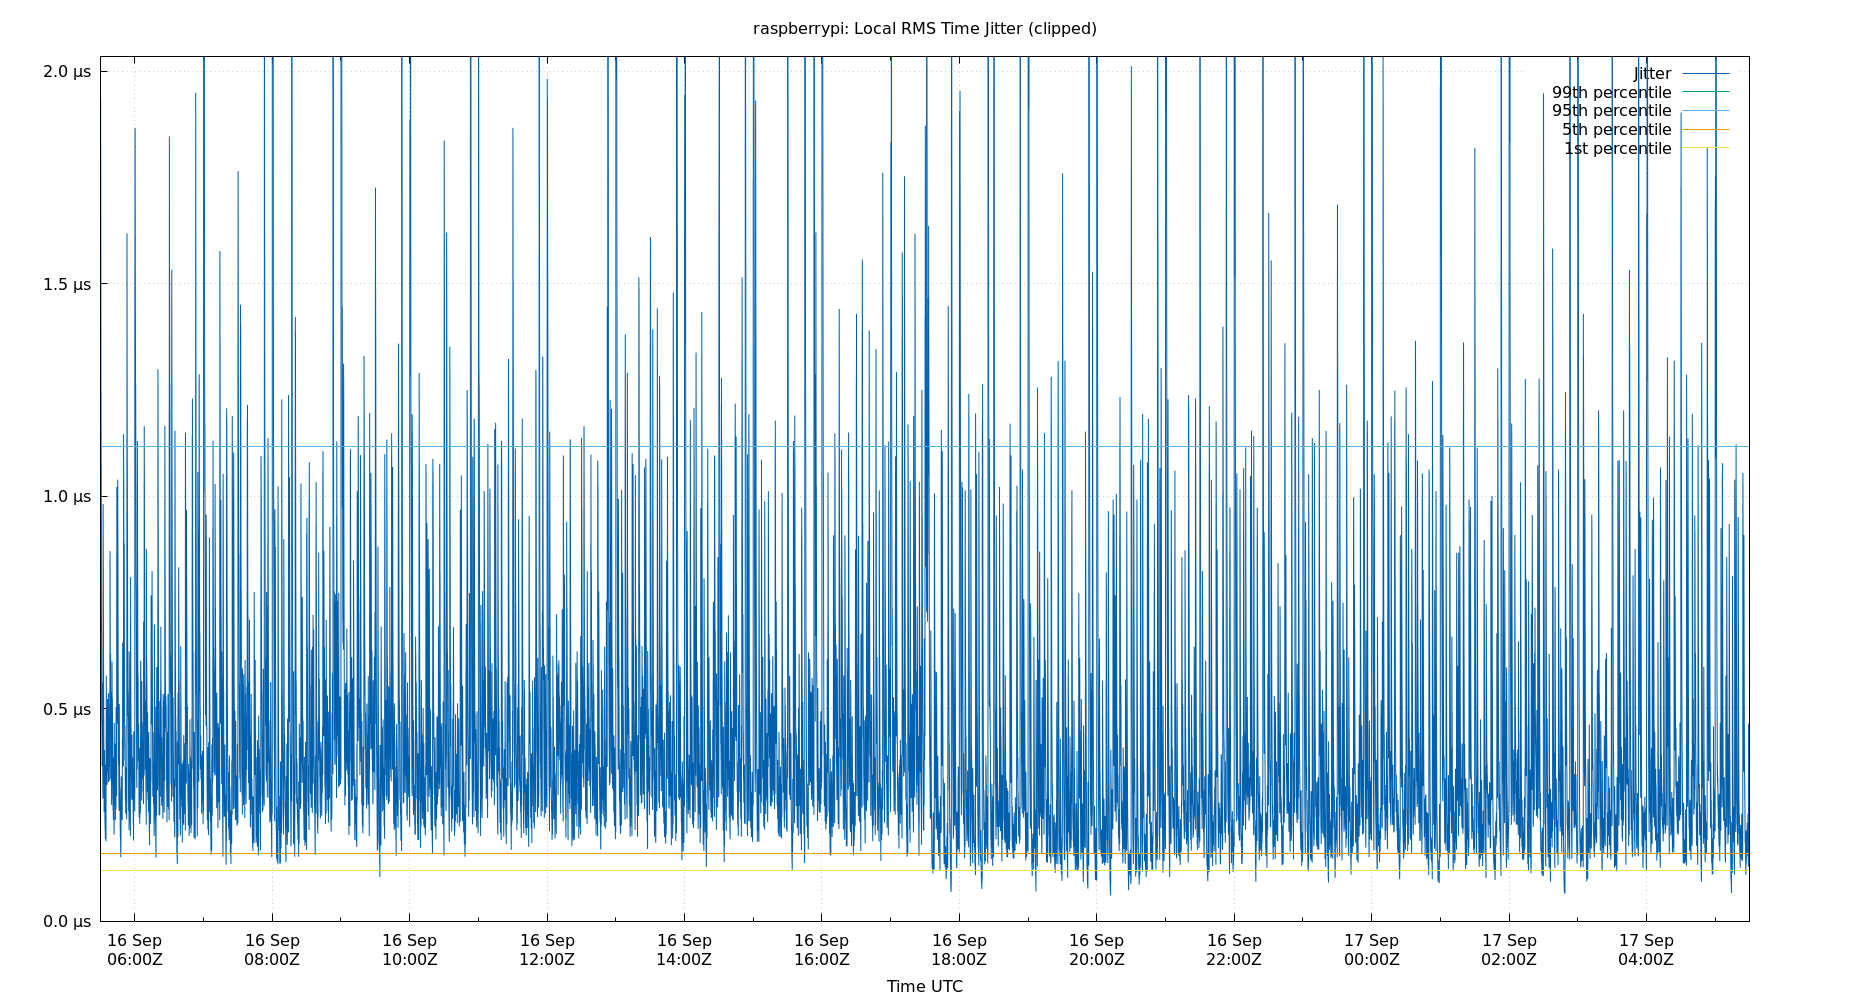 raspberrypi: Local RMS Time Jitter (clipped)
2.0 µs
1.5 µs
1.0 µs
0.5 µs
0.0 µs
Jitter
99th percentile
95th percentile
5th percentile
1st percentile
16 Sep 16 Sep 16 Sep 16 Sep 16 Sep 16 Sep 16 Sep 16 Sep 16 Sep 17 Sep 17 Sep 17 Sep
06:00Z 08:00Z 10:00Z 12:00Z 14:00Z 16:00Z 18:00Z 20:00Z 22:00Z 00:00Z 02:00Z 04:00Z
Time UTC